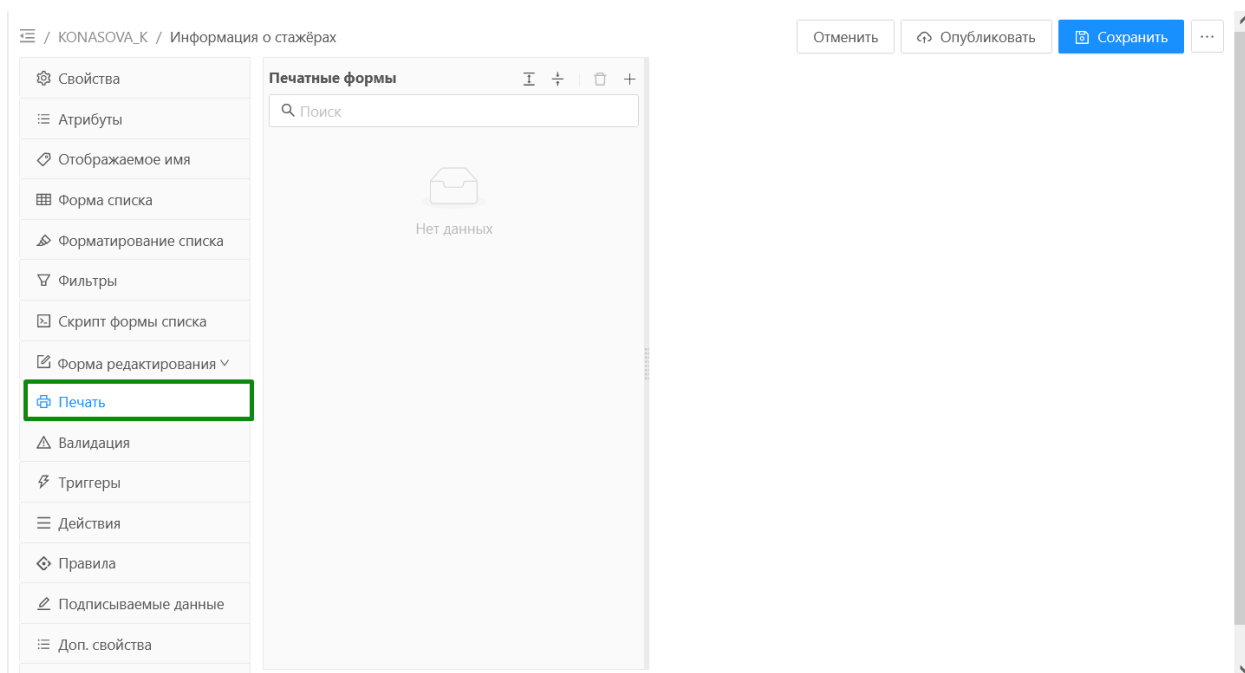 / KONASOVA_K / Информация о стажёрах
Отменить
Опубликовать
Сохранить
Свойства
Атрибуты
Отображаемое имя
Форма списка
Форматирование списка
Фильтры
Скрипт формы списка
Форма редактирования
Печать
Валидация
Триггеры
Действия
Правила
Подписываемые данные
Доп. свойства
Печатные формы
Поиск
Нет данных